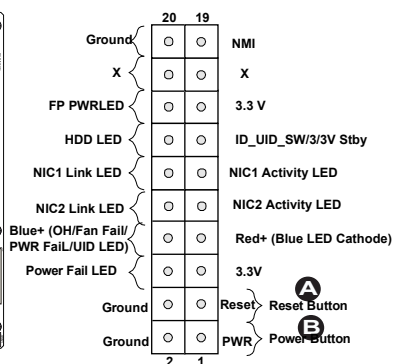 20 19
Ground NMI
X X
FP PWRLED 3.3 V
HDD LED ID_UID_SW/3/3V Stby
NIC1 Link LED NIC1 Activity LED
NIC2 Link LED NIC2 Activity LED
Blue+ (OH/Fan Fail/
PWR FaiL/UID LED) Red+ (Blue LED Cathode)
Power Fail LED 3.3V
A
Ground Reset Reset Button
B
Ground PWR Power Button
2 1